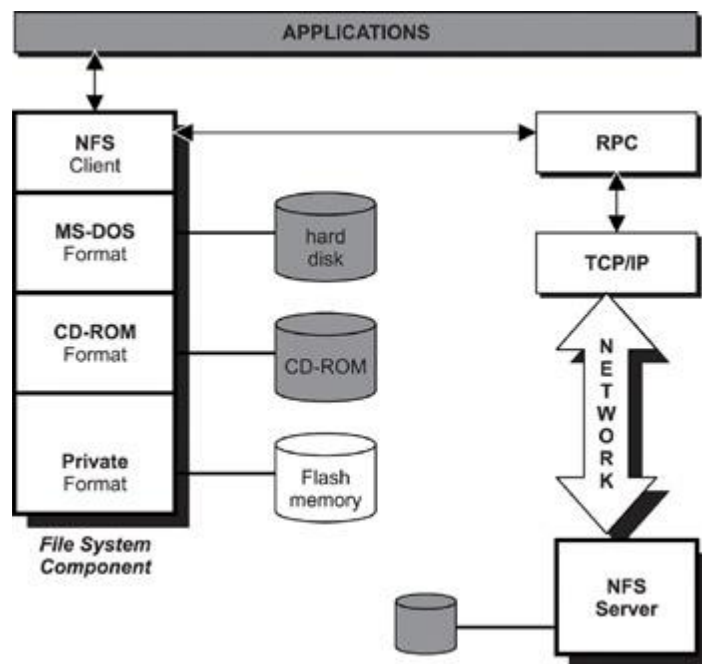 APPLICATIONS
NFS
Client
RPC
MS-DOS
Format
hard
disk
TCP/IP
CD-ROM
Format
CD-ROM
NETWORK
Private
Format
Flash
memory
File System
Component
NFS
Server